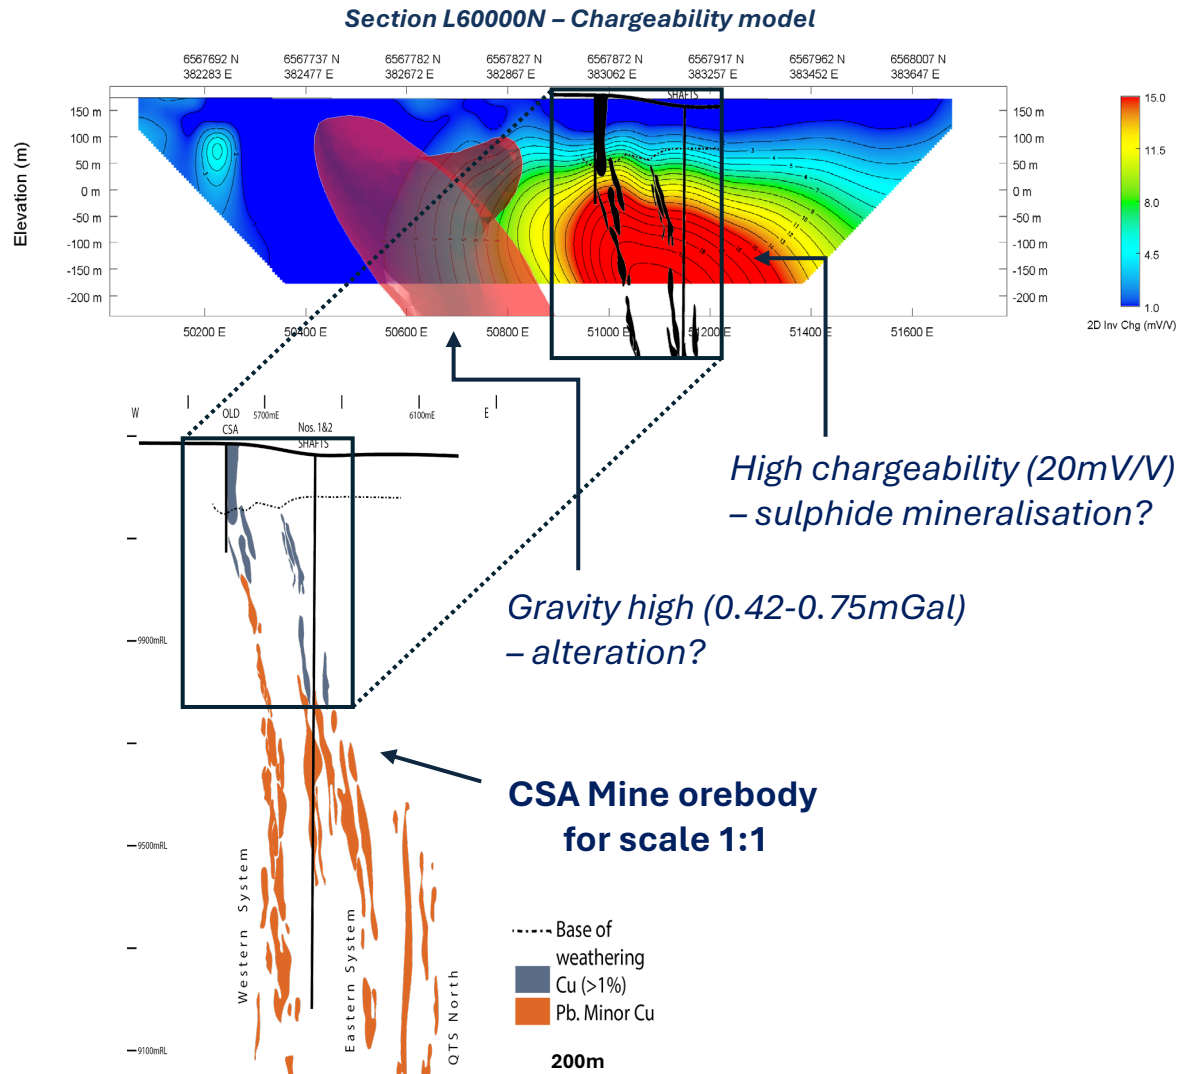 Section L60000N – Chargeability model
6567692 N 6567737 N 6567782 N 6567827 N 6567872 N 6567917 N 6567962 N 6568007 N
382283 E 382477 E 382672 E 382867 E 383062 E 383257 E 383452 E 383647 E
SHAFTS
Elevation (m)
150 m 150 m
100 m 100 m
50 m 50 m
0 m 0 m
-50 m -50 m
-100 m -100 m
-150 m -150 m
-200 m -200 m
50200 E 50400 E 50600 E 50800 E 51000 E 51200 E 51400 E 51600 E
15.0
11.5
8.0
4.5
1.0
2D Inv Chg (mV/V)
W OLD 5700mE 6100mE E
CSA Nos. 1&2
SHAFTS
High chargeability (20mV/V)
– sulphide mineralisation?
Gravity high (0.42-0.75mGal)
– alteration?
9900mRL
CSA Mine orebody
for scale 1:1
9500mRL
Western System
Eastern System
QTS North
Base of
weathering
Cu (>1%)
Pb. Minor Cu
9100mRL
200m